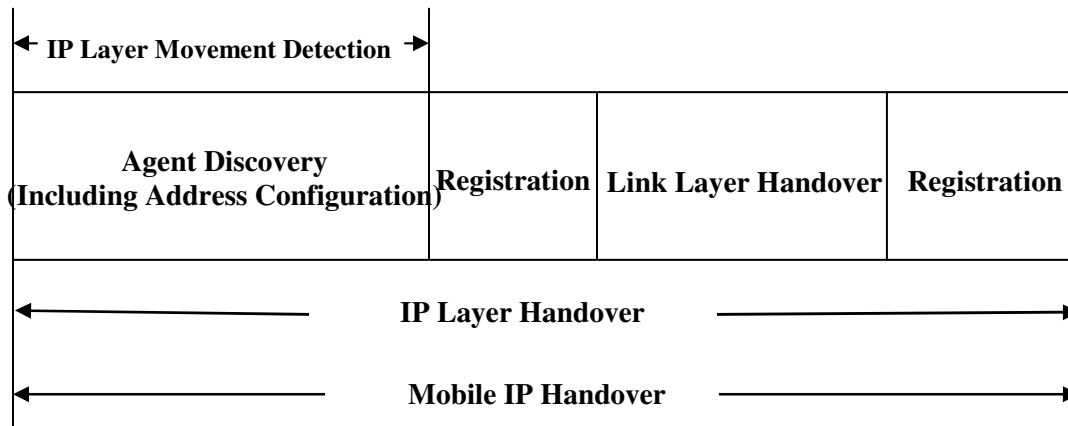 IP Layer Movement Detection
Agent Discovery
(Including Address Configuration)
Registration
Link Layer Handover
Registration
IP Layer Handover
Mobile IP Handover